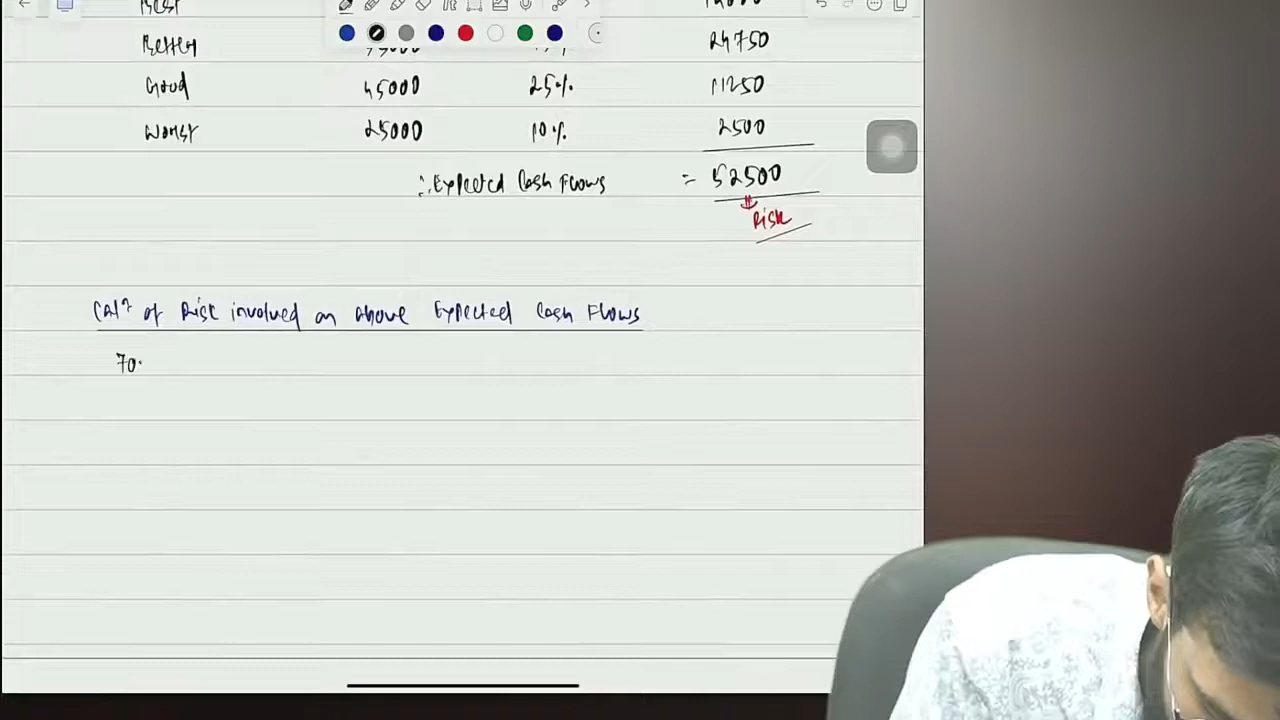 Better 24750
Good 45000 25% 11250
Worst 25000 10% 2500
∴ Expected Cash Flows = 52500
Risk
Calⁿ of Risk involved on above Expected Cash Flows
70.